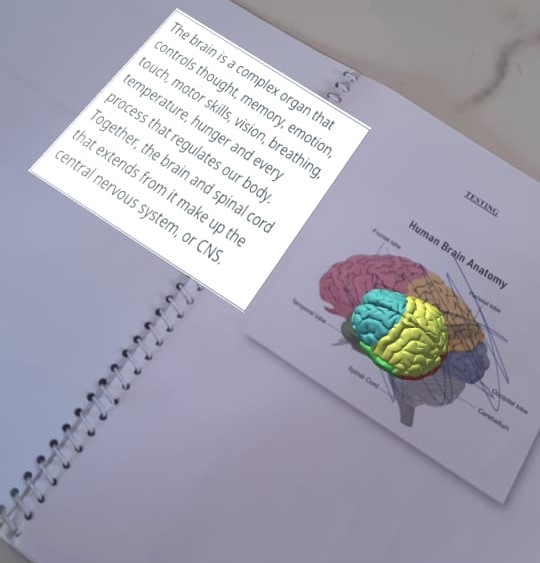 The brain is a complex organ that
controls thought, memory, emotion,
touch, motor skills, vision, breathing,
temperature, hunger and every
process that regulates our body.
Together, the brain and spinal cord
that extends from it make up the
central nervous system, or CNS.
TESTING
Human Brain Anatomy
Frontal lobe
Parietal lobe
Temporal lobe
Spinal Cord
Occipital lobe
Cerebellum